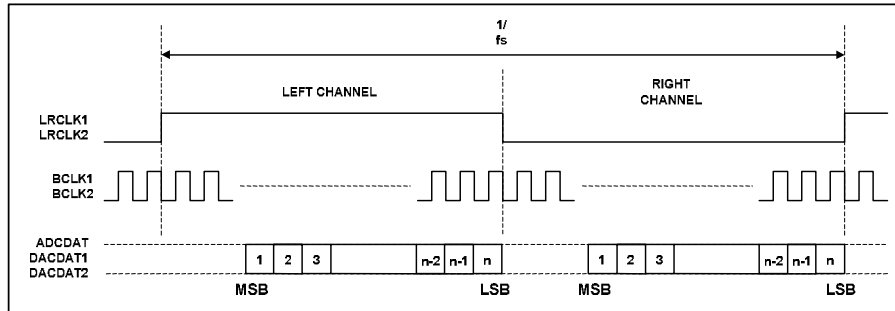 1/
fs
LEFT CHANNEL
RIGHT
CHANNEL
LRCLK1
LRCLK2
BCLK1
BCLK2
ADCDAT
DACDAT1
DACDAT2
1 2 3 n-2 n-1 n 1 2 3 n-2 n-1 n
MSB LSB MSB LSB